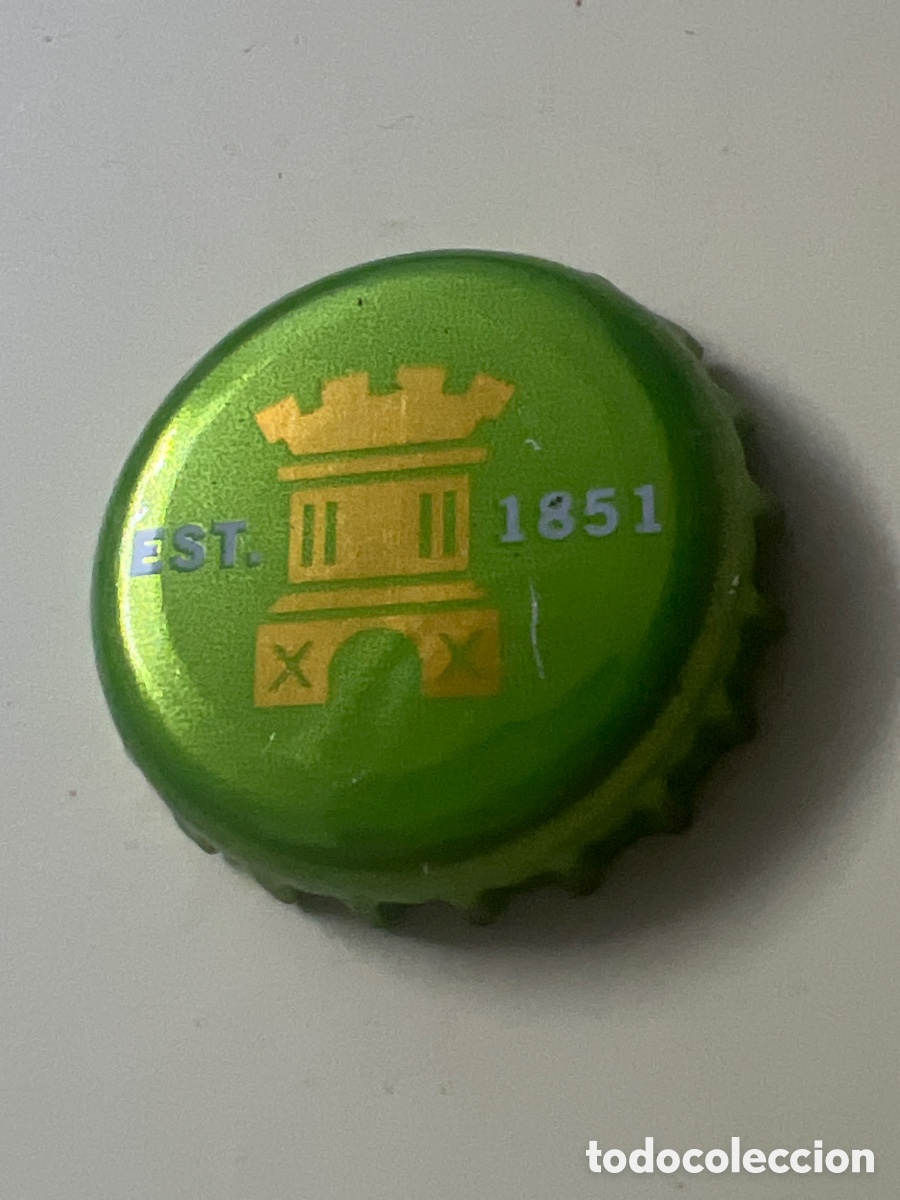 EST. 1851
X X
todocoleccion